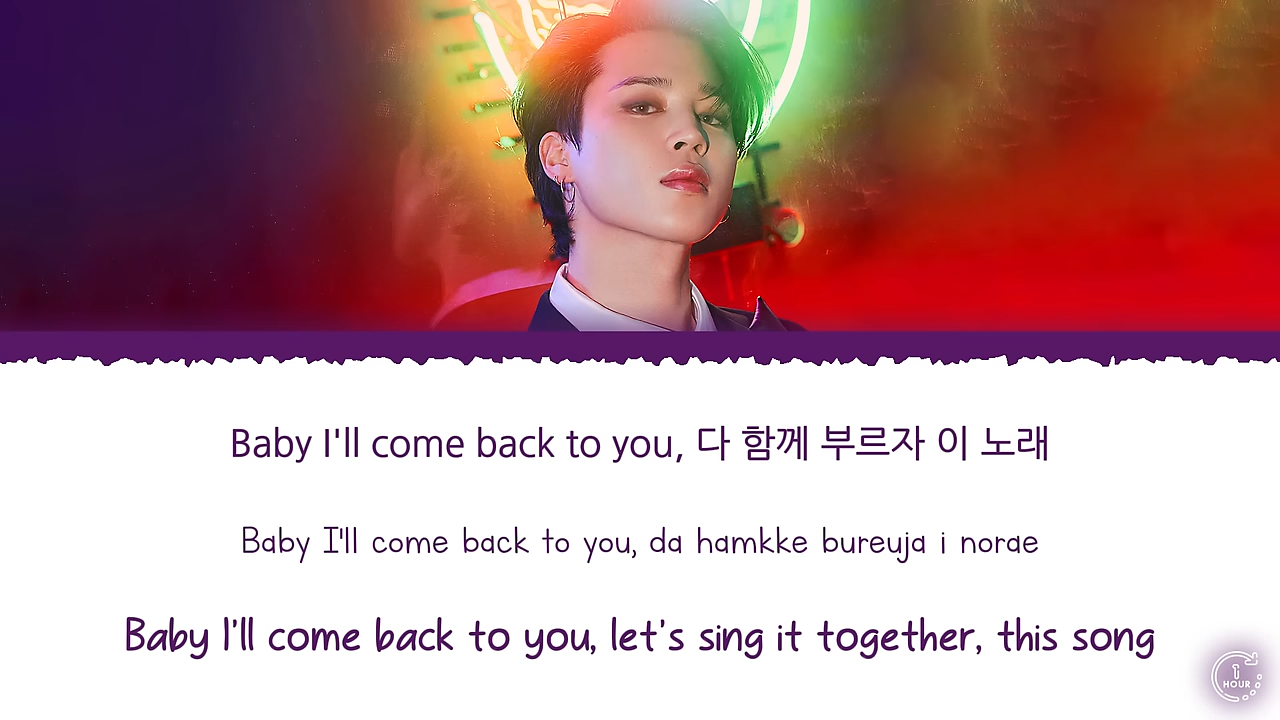 Baby I'll come back to you, 다 함께 부르자 이 노래
Baby I'll come back to you, da hamkke bureuja i norae
Baby I'll come back to you, let's sing it together, this song
1
HOUR